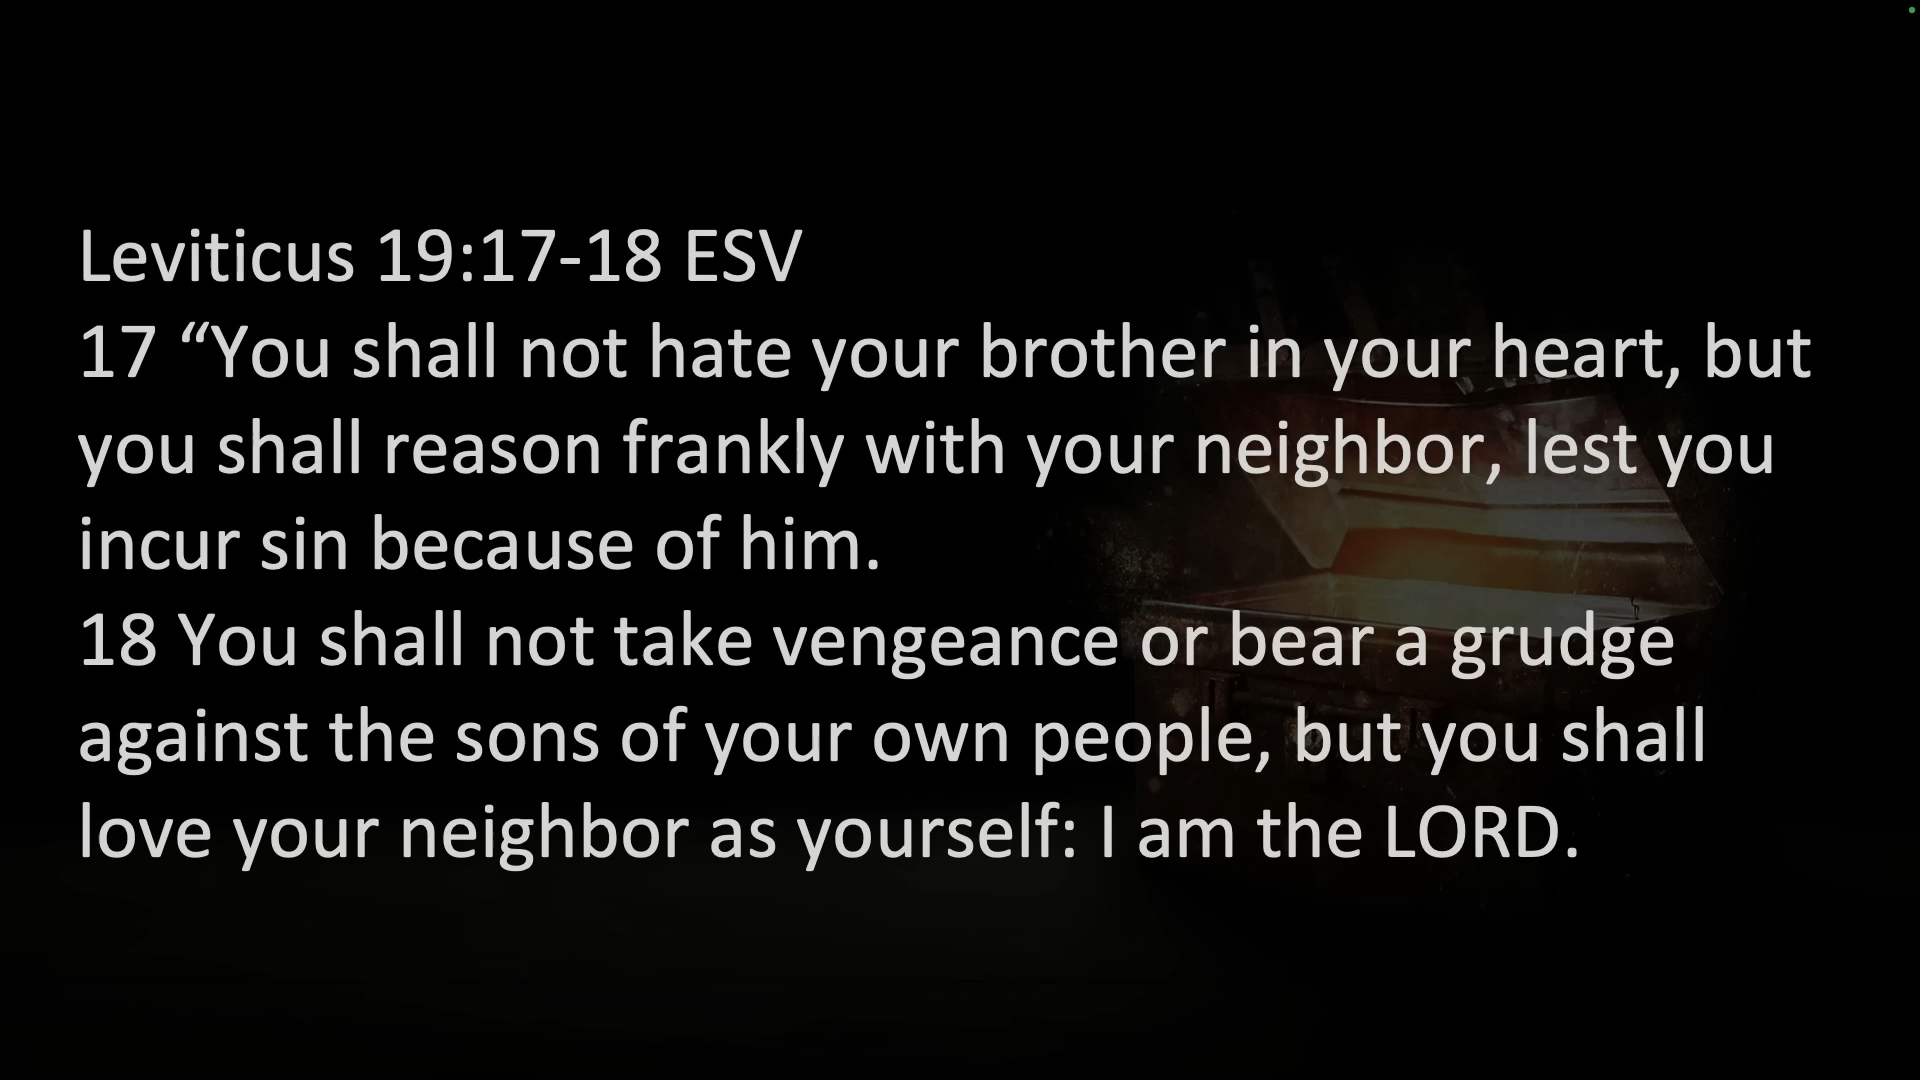 Leviticus 19:17-18 ESV
17 “You shall not hate your brother in your heart, but
you shall reason frankly with your neighbor, lest you
incur sin because of him.
18 You shall not take vengeance or bear a grudge
against the sons of your own people, but you shall
love your neighbor as yourself: I am the LORD.